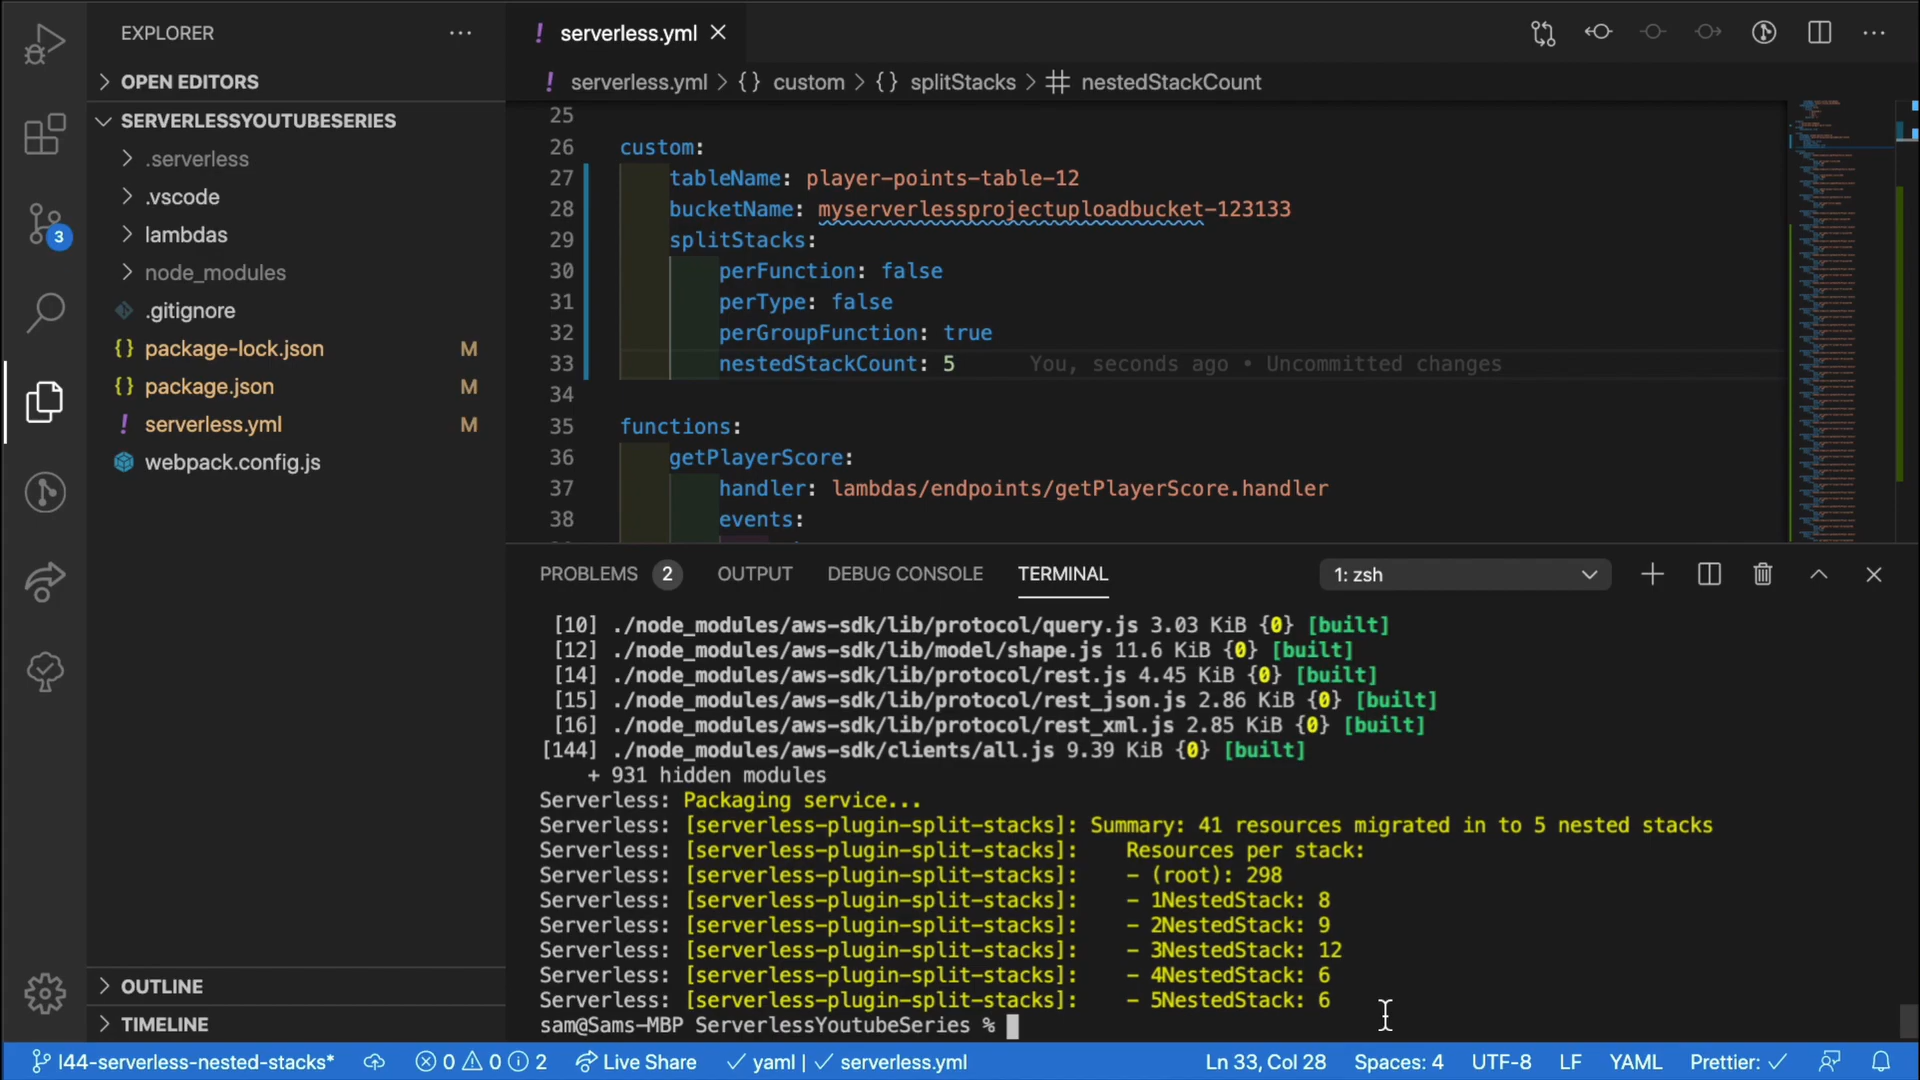 EXPLORER
OPEN EDITORS
SERVERLESSYOUTUBESERIES
.serverless
.vscode
lambdas
node_modules
.gitignore
package-lock.json M
package.json M
serverless.yml M
webpack.config.js
OUTLINE
TIMELINE
3
! serverless.yml
! serverless.yml > {} custom > {} splitStacks > # nestedStackCount
25
26 custom:
27 tableName: player-points-table-12
28 bucketName: myserverlessprojectuploadbucket-123133
29 splitStacks:
30 perFunction: false
31 perType: false
32 perGroupFunction: true
33 nestedStackCount: 5 You, seconds ago • Uncommitted changes
34
35 functions:
36 getPlayerScore:
37 handler: lambdas/endpoints/getPlayerScore.handler
38 events:
PROBLEMS 2 OUTPUT DEBUG CONSOLE TERMINAL 1: zsh
[10] ./node_modules/aws-sdk/lib/protocol/query.js 3.03 KiB {0} [built]
[12] ./node_modules/aws-sdk/lib/model/shape.js 11.6 KiB {0} [built]
[14] ./node_modules/aws-sdk/lib/protocol/rest.js 4.45 KiB {0} [built]
[15] ./node_modules/aws-sdk/lib/protocol/rest_json.js 2.86 KiB {0} [built]
[16] ./node_modules/aws-sdk/lib/protocol/rest_xml.js 2.85 KiB {0} [built]
[144] ./node_modules/aws-sdk/clients/all.js 9.39 KiB {0} [built]
+ 931 hidden modules
Serverless: Packaging service...
Serverless: [serverless-plugin-split-stacks]: Summary: 41 resources migrated in to 5 nested stacks
Serverless: [serverless-plugin-split-stacks]: Resources per stack:
Serverless: [serverless-plugin-split-stacks]: - (root): 298
Serverless: [serverless-plugin-split-stacks]: - 1NestedStack: 8
Serverless: [serverless-plugin-split-stacks]: - 2NestedStack: 9
Serverless: [serverless-plugin-split-stacks]: - 3NestedStack: 12
Serverless: [serverless-plugin-split-stacks]: - 4NestedStack: 6
Serverless: [serverless-plugin-split-stacks]: - 5NestedStack: 6
sam@Sams-MBP ServerlessYoutubeSeries %
l44-serverless-nested-stacks* 0 0 2 Live Share yaml | serverless.yml Ln 33, Col 28 Spaces: 4 UTF-8 LF YAML Prettier: